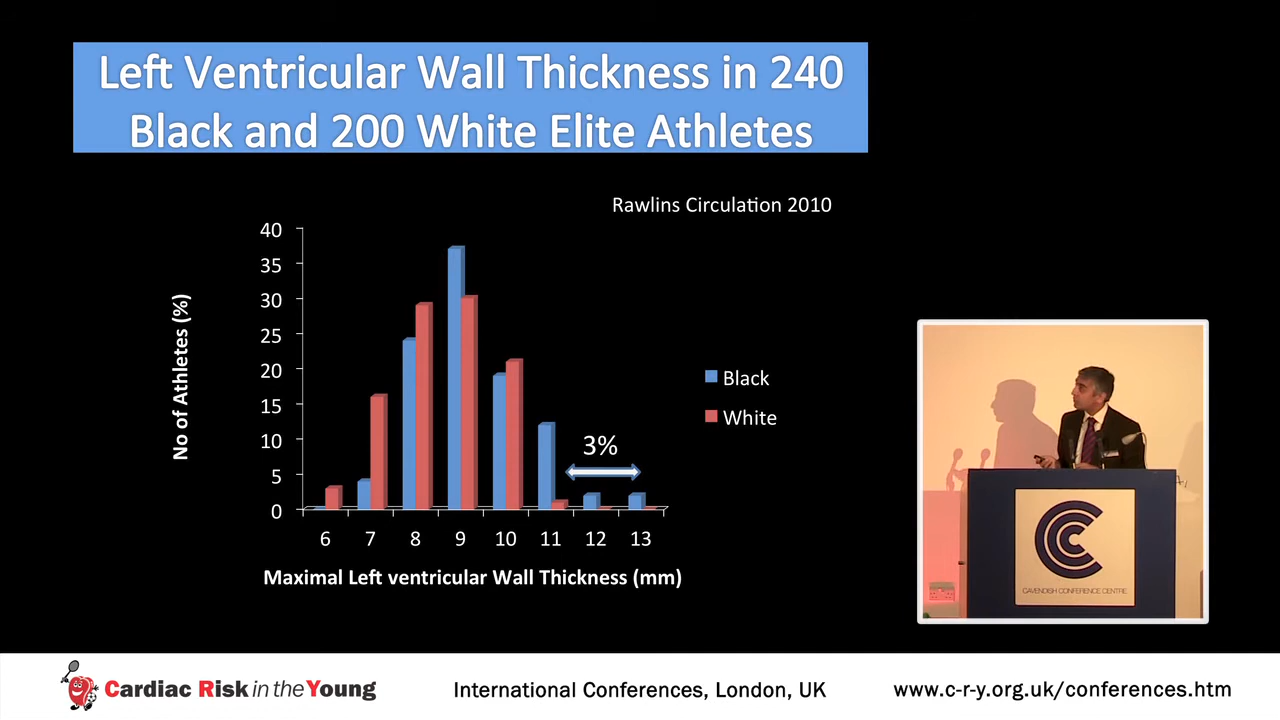 Left Ventricular Wall Thickness in 240
Black and 200 White Elite Athletes
Rawlins Circulation 2010
40
35
30
25
20
15
10
5
0
No of Athletes (%)
3%
Black
White
6 7 8 9 10 11 12 13
Maximal Left ventricular Wall Thickness (mm)
CAVENDISH CONFERENCE CENTRE
Cardiac Risk in the Young
International Conferences, London, UK
www.c-r-y.org.uk/conferences.htm